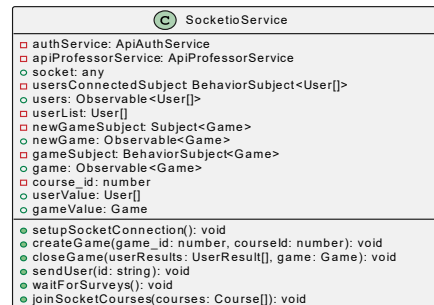 C SocketioService
authService: ApiAuthService
apiProfessorService: ApiProfessorService
socket: any
usersConnectedSubject: BehaviorSubject<User[]>
users: Observable<User[]>
userList: User[]
newGameSubject: Subject<Game>
newGame: Observable<Game>
gameSubject: BehaviorSubject<Game>
game: Observable<Game>
course_id: number
userValue: User[]
gameValue: Game
setupSocketConnection(): void
createGame(game_id: number, courseId: number): void
closeGame(userResults: UserResult[], game: Game): void
sendUser(id: string): void
waitForSurveys(): void
joinSocketCourses(courses: Course[]): void